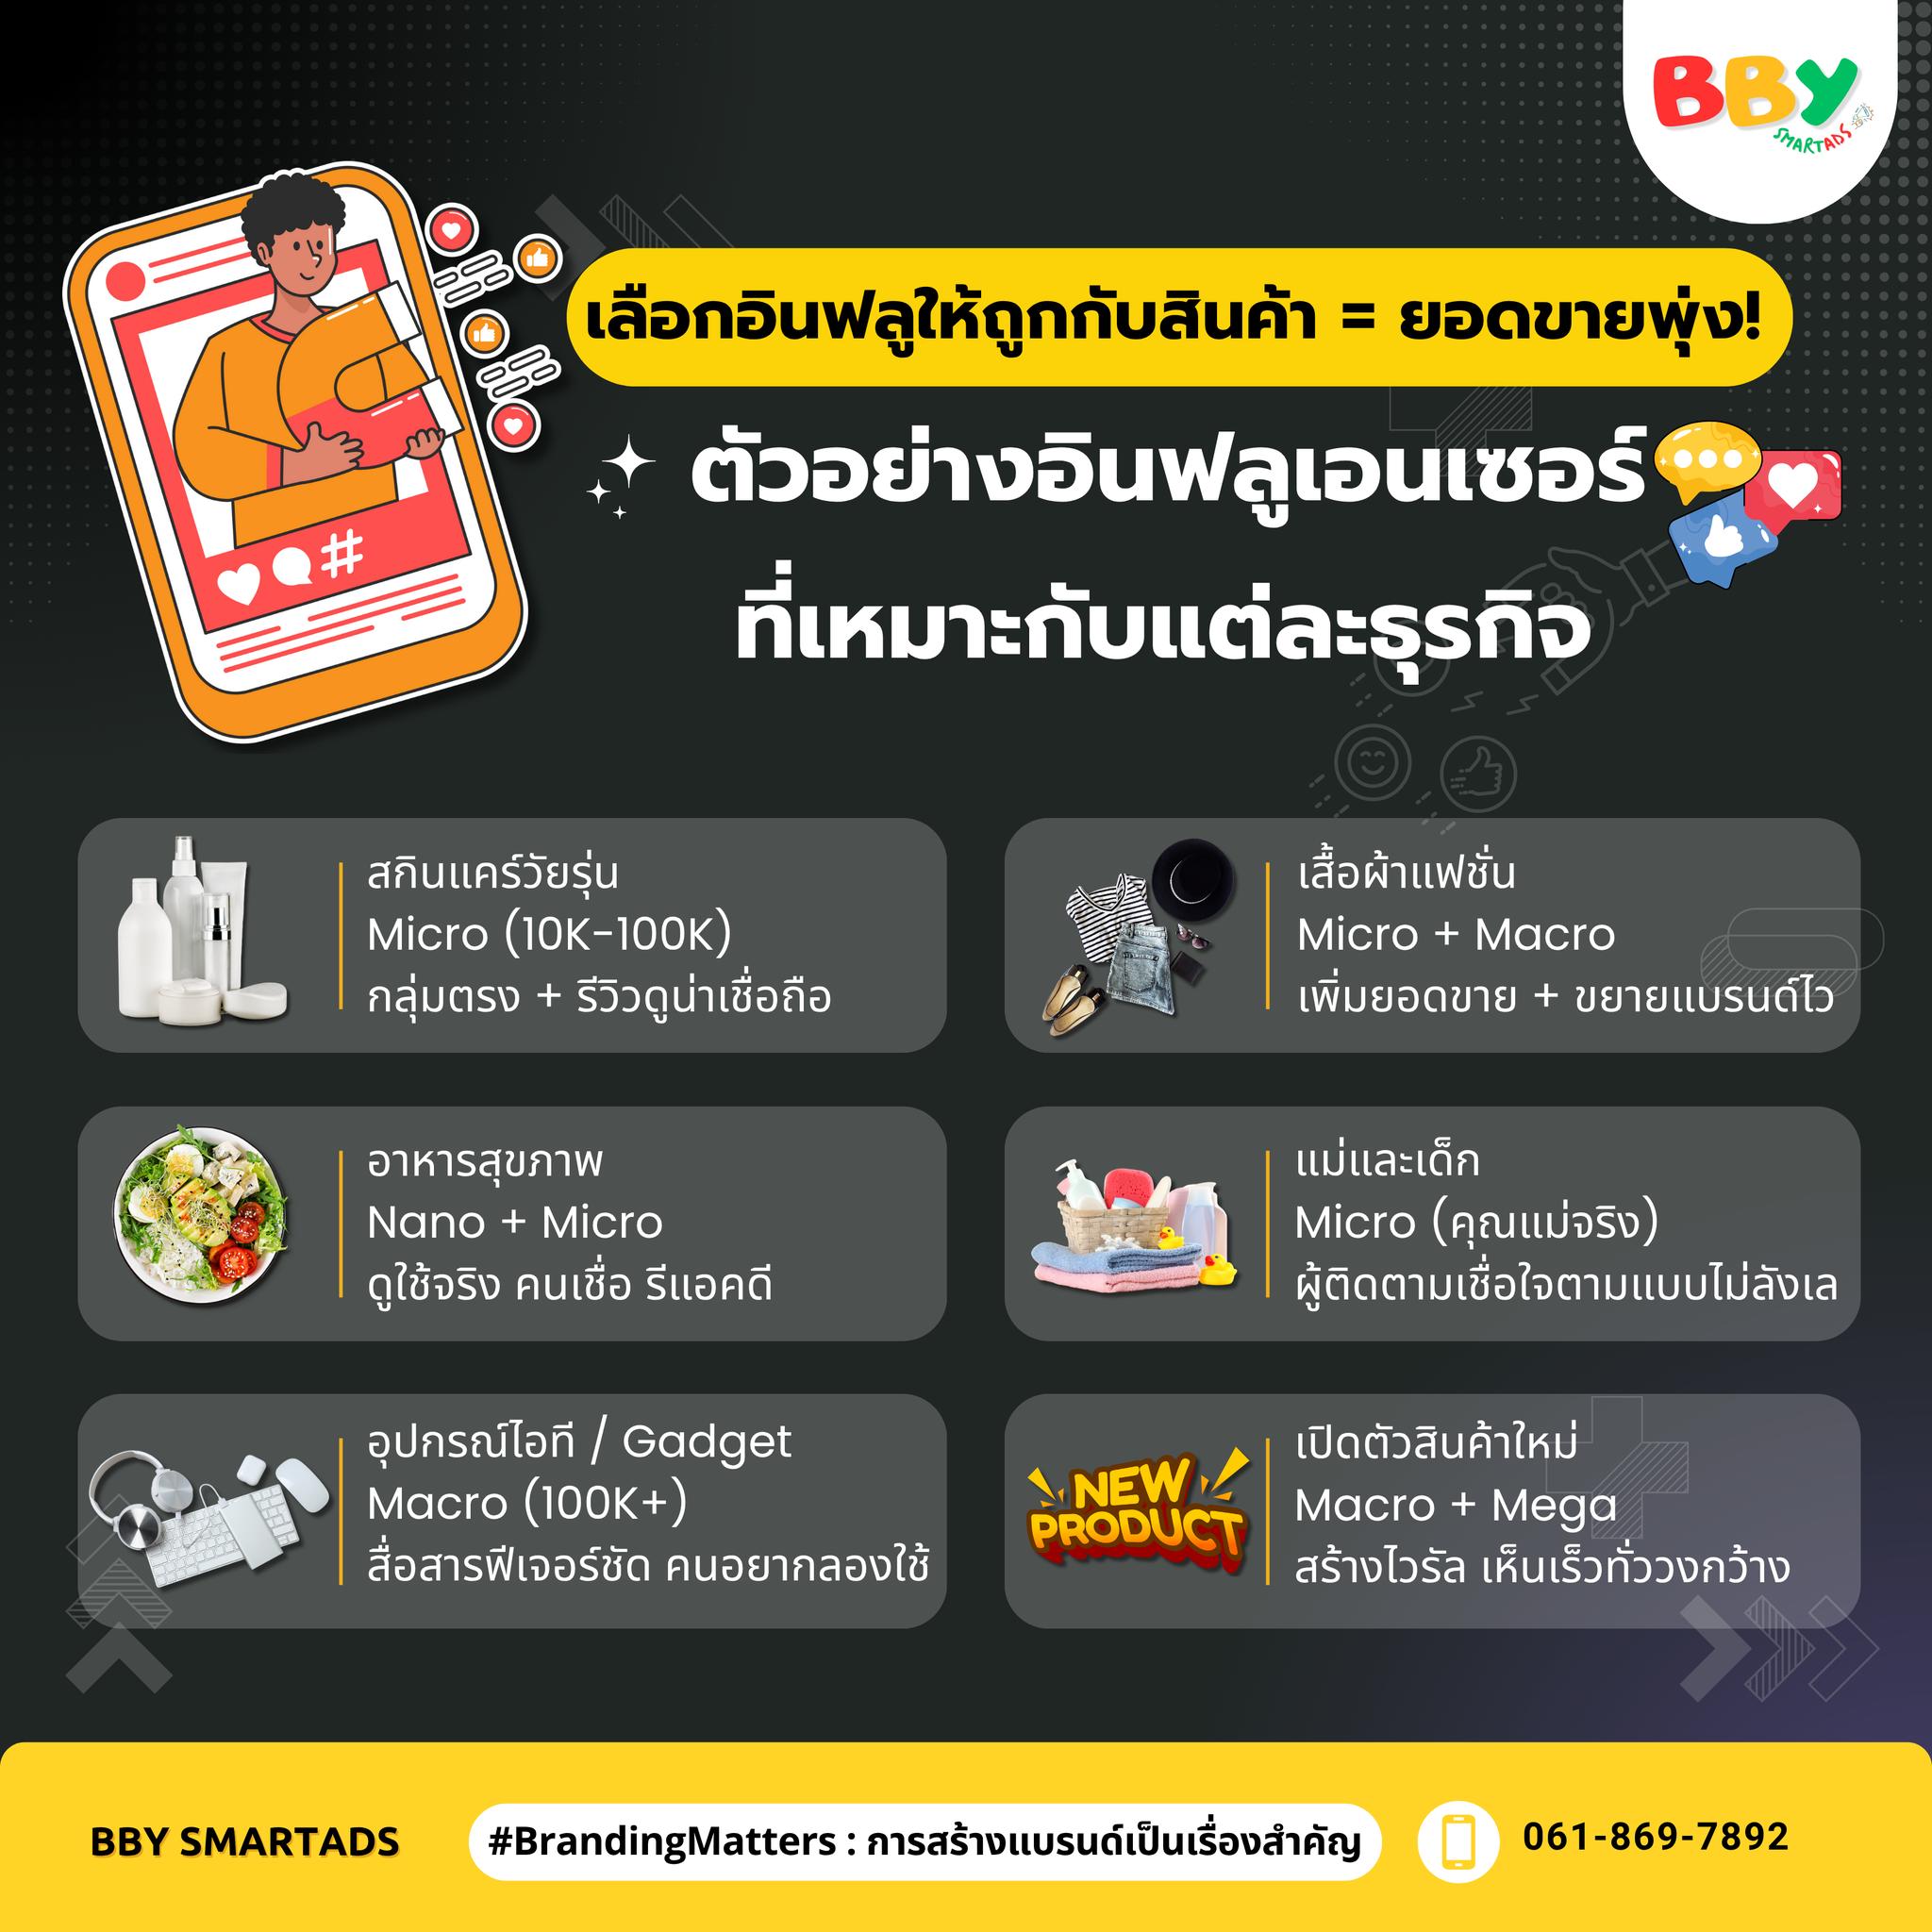 BBY
SMARTADS
เลือกอินฟลูให้ถูกกับสินค้า = ยอดขายพุ่ง!
ตัวอย่างอินฟลูเอนเซอร์
ที่เหมาะกับแต่ละธุรกิจ
#
สกินแคร์วัยรุ่น
Micro (10K-100K)
กลุ่มตรง + รีวิวดูน่าเชื่อถือ
เสื้อผ้าแฟชั่น
Micro + Macro
เพิ่มยอดขาย + ขยายแบรนด์ไว
อาหารสุขภาพ
Nano + Micro
ดูใช้จริง คนเชื่อ รีแอคดี
แม่และเด็ก
Micro (คุณแม่จริง)
ผู้ติดตามเชื่อใจตามแบบไม่ลังเล
อุปกรณ์ไอที / Gadget
Macro (100K+)
สื่อสารฟีเจอร์ชัด คนอยากลองใช้
NEW
PRODUCT
เปิดตัวสินค้าใหม่
Macro + Mega
สร้างไวรัล เห็นเร็วทั่ววงกว้าง
BBY SMARTADS
#BrandingMatters : การสร้างแบรนด์เป็นเรื่องสำคัญ
061-869-7892